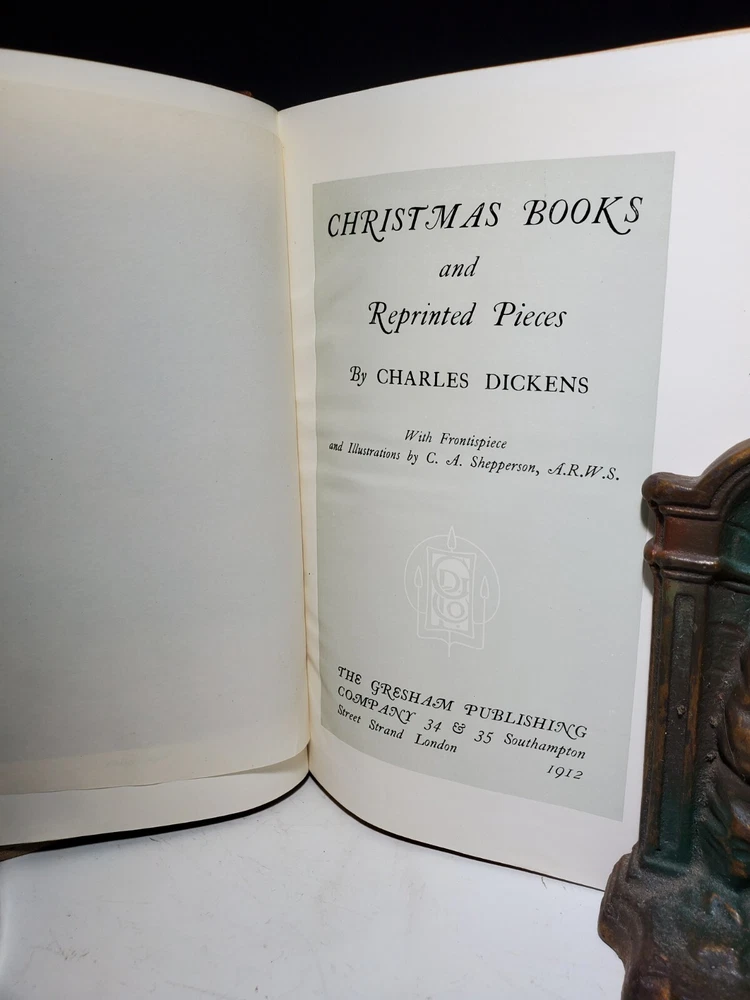 CHRISTMAS BOOKS
and
Reprinted Pieces
By CHARLES DICKENS
With Frontispiece
and Illustrations by C. A. Shepperson, A.R.W.S.
THE GRESHAM PUBLISHING
COMPANY 34 & 35 Southampton
Street Strand London
1912